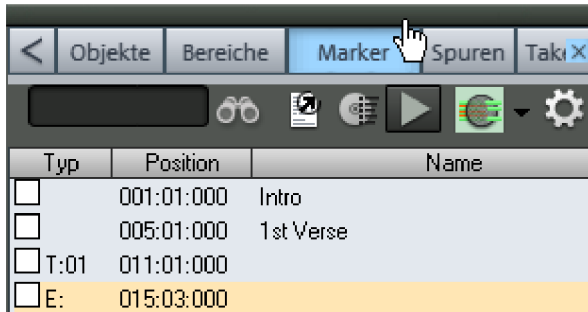 < Objekte Bereiche Marker Spuren Take
Typ Position Name
001:01:000 Intro
005:01:000 1st Verse
T:01 011:01:000
E: 015:03:000